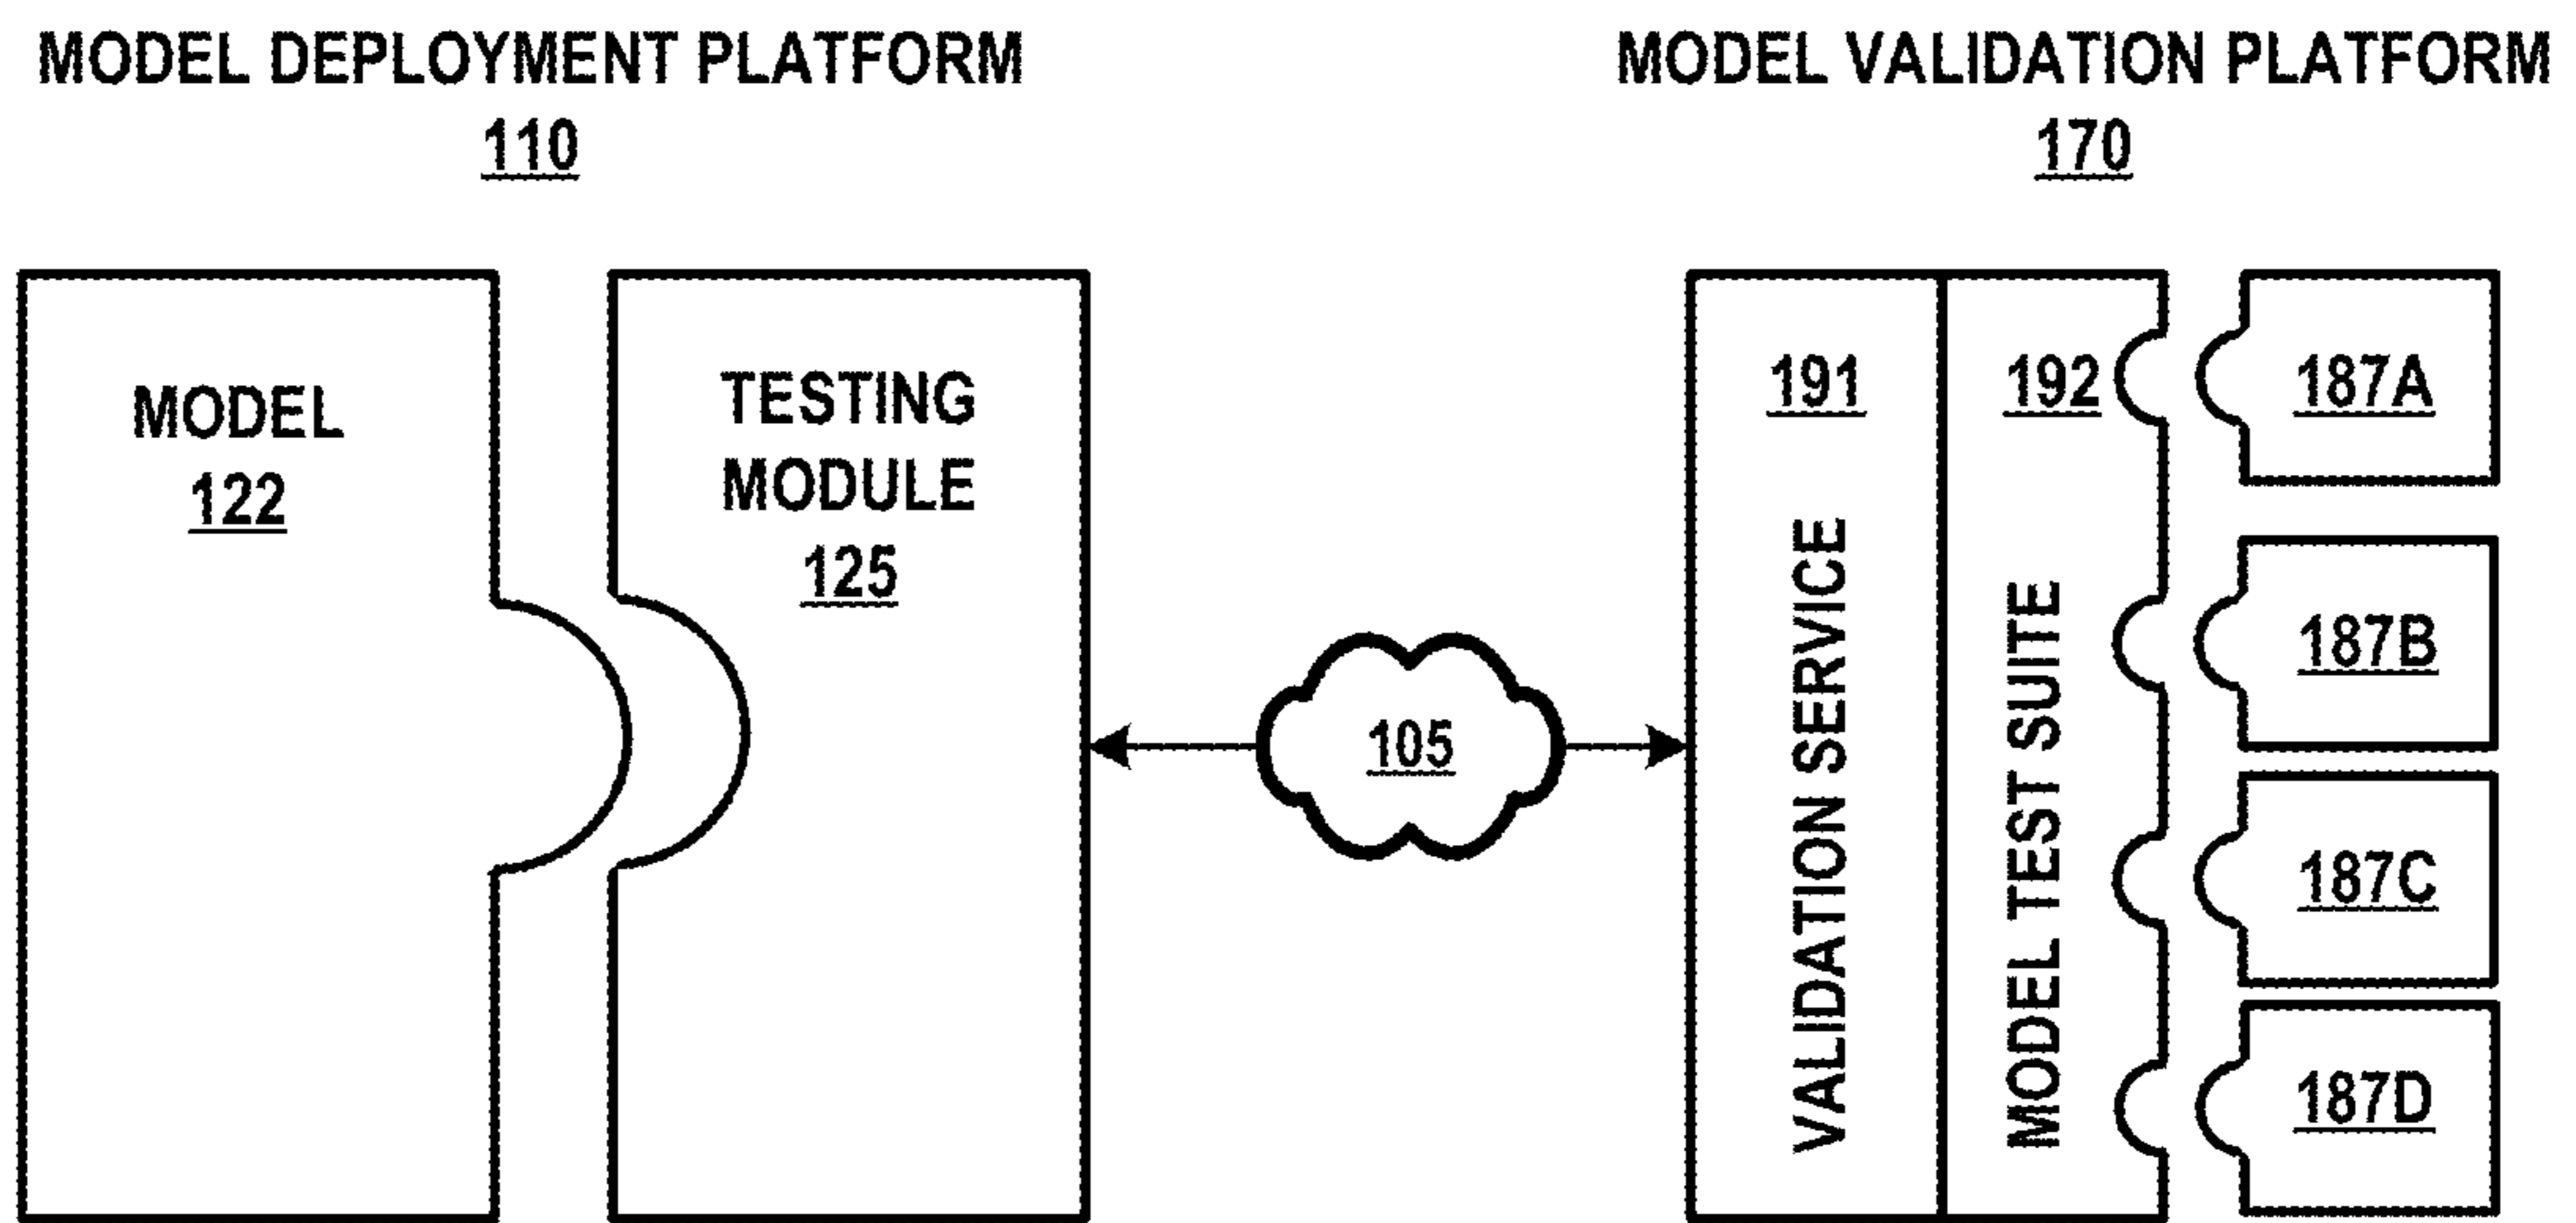 MODEL DEPLOYMENT PLATFORM
110
MODEL VALIDATION PLATFORM
170
MODEL
122
TESTING
MODULE
125
105
191
VALIDATION SERVICE
192
MODEL TEST SUITE
187A
187B
187C
187D